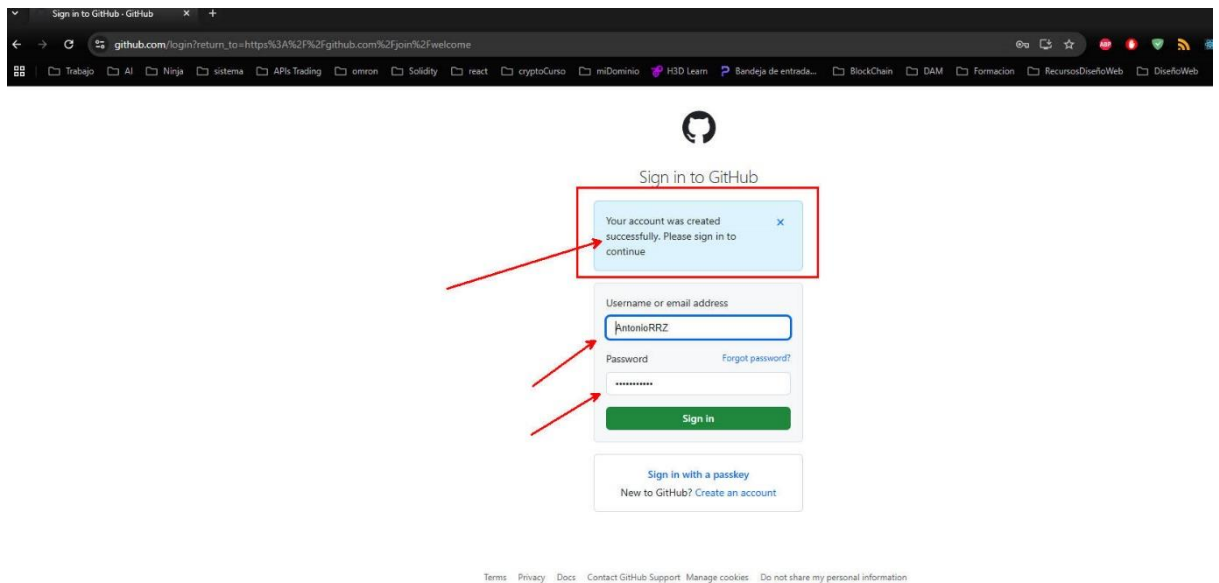 Sign in to GitHub · GitHub
github.com/login?return_to=https%3A%2F%2Fgithub.com%2Fjoin%2Fwelcome
Trabajo AI Ninja sistema APIs Trading omron Solidity react cryptoCurso miDominio H3D Learn Bandeja de entrada... BlockChain DAM Formacion RecursosDiseñoWeb DiseñoWeb
Sign in to GitHub
Your account was created
successfully. Please sign in to
continue
Username or email address
AntonioRRZ
Password Forgot password?
Sign in
Sign in with a passkey
New to GitHub? Create an account
Terms Privacy Docs Contact GitHub Support Manage cookies Do not share my personal information